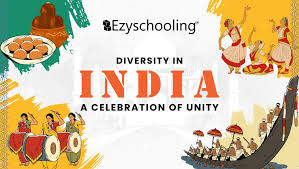 Ezyschooling®
DIVERSITY IN
INDIA
A CELEBRATION OF UNITY